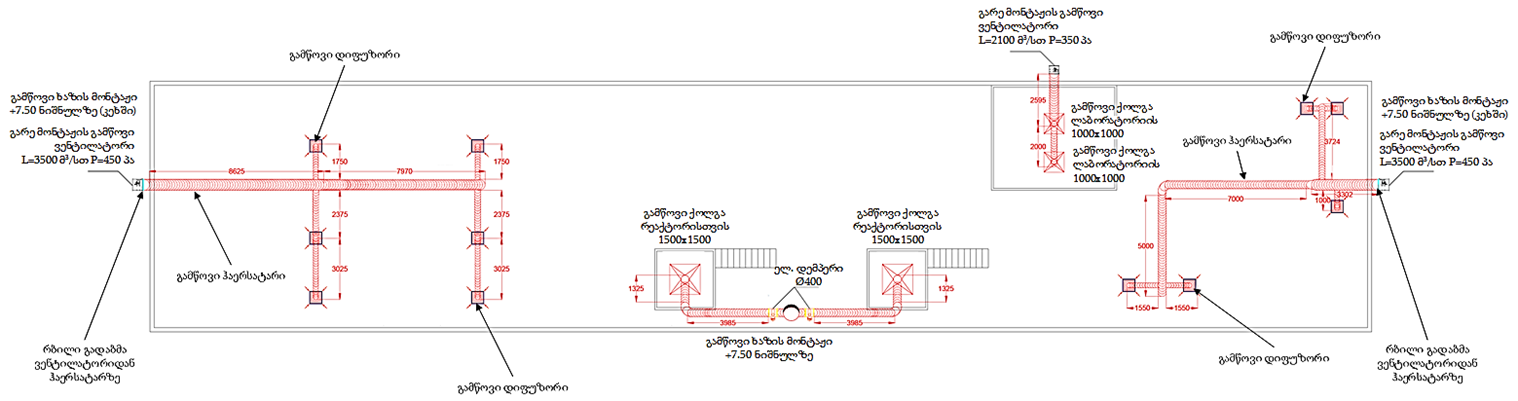 გარე მონტაჟის გამწოვი
ვენტილატორი
L=2100 მ³/სთ P=350 პა
გამწოვი დიფუზორი
გამწოვი დიფუზორი
გამწოვი ხაზის მონტაჟი
+7.50 ნიშნულზე (კეხში)
გარე მონტაჟის გამწოვი
ვენტილატორი
L=3500 მ³/სთ P=450 პა
გამწოვი ხაზის მონტაჟი
+7.50 ნიშნულზე (კეხში)
გარე მონტაჟის გამწოვი
ვენტილატორი
L=3500 მ³/სთ P=450 პა
2595
გამწოვი ქოლგა
ლაბორატორიის
1000x1000
2000
გამწოვი ქოლგა
ლაბორატორიის
1000x1000
გამწოვი ჰაერსატარი
3724
1750
1750
8625
7970
7000
1000
3302
2375
2375
3025
3025
5000
გამწოვი ჰაერსატარი
გამწოვი ქოლგა
რეაქტორისთვის
1500x1500
გამწოვი ქოლგა
რეაქტორისთვის
1500x1500
ელ. დემპერი
Ø400
1325
1325
3985
3985
1550
1550
გამწოვი ხაზის მონტაჟი
+7.50 ნიშნულზე
რბილი გადაბმა
ვენტილატორიდან
ჰაერსატარზე
გამწოვი დიფუზორი
გამწოვი დიფუზორი
რბილი გადაბმა
ვენტილატორიდან
ჰაერსატარზე